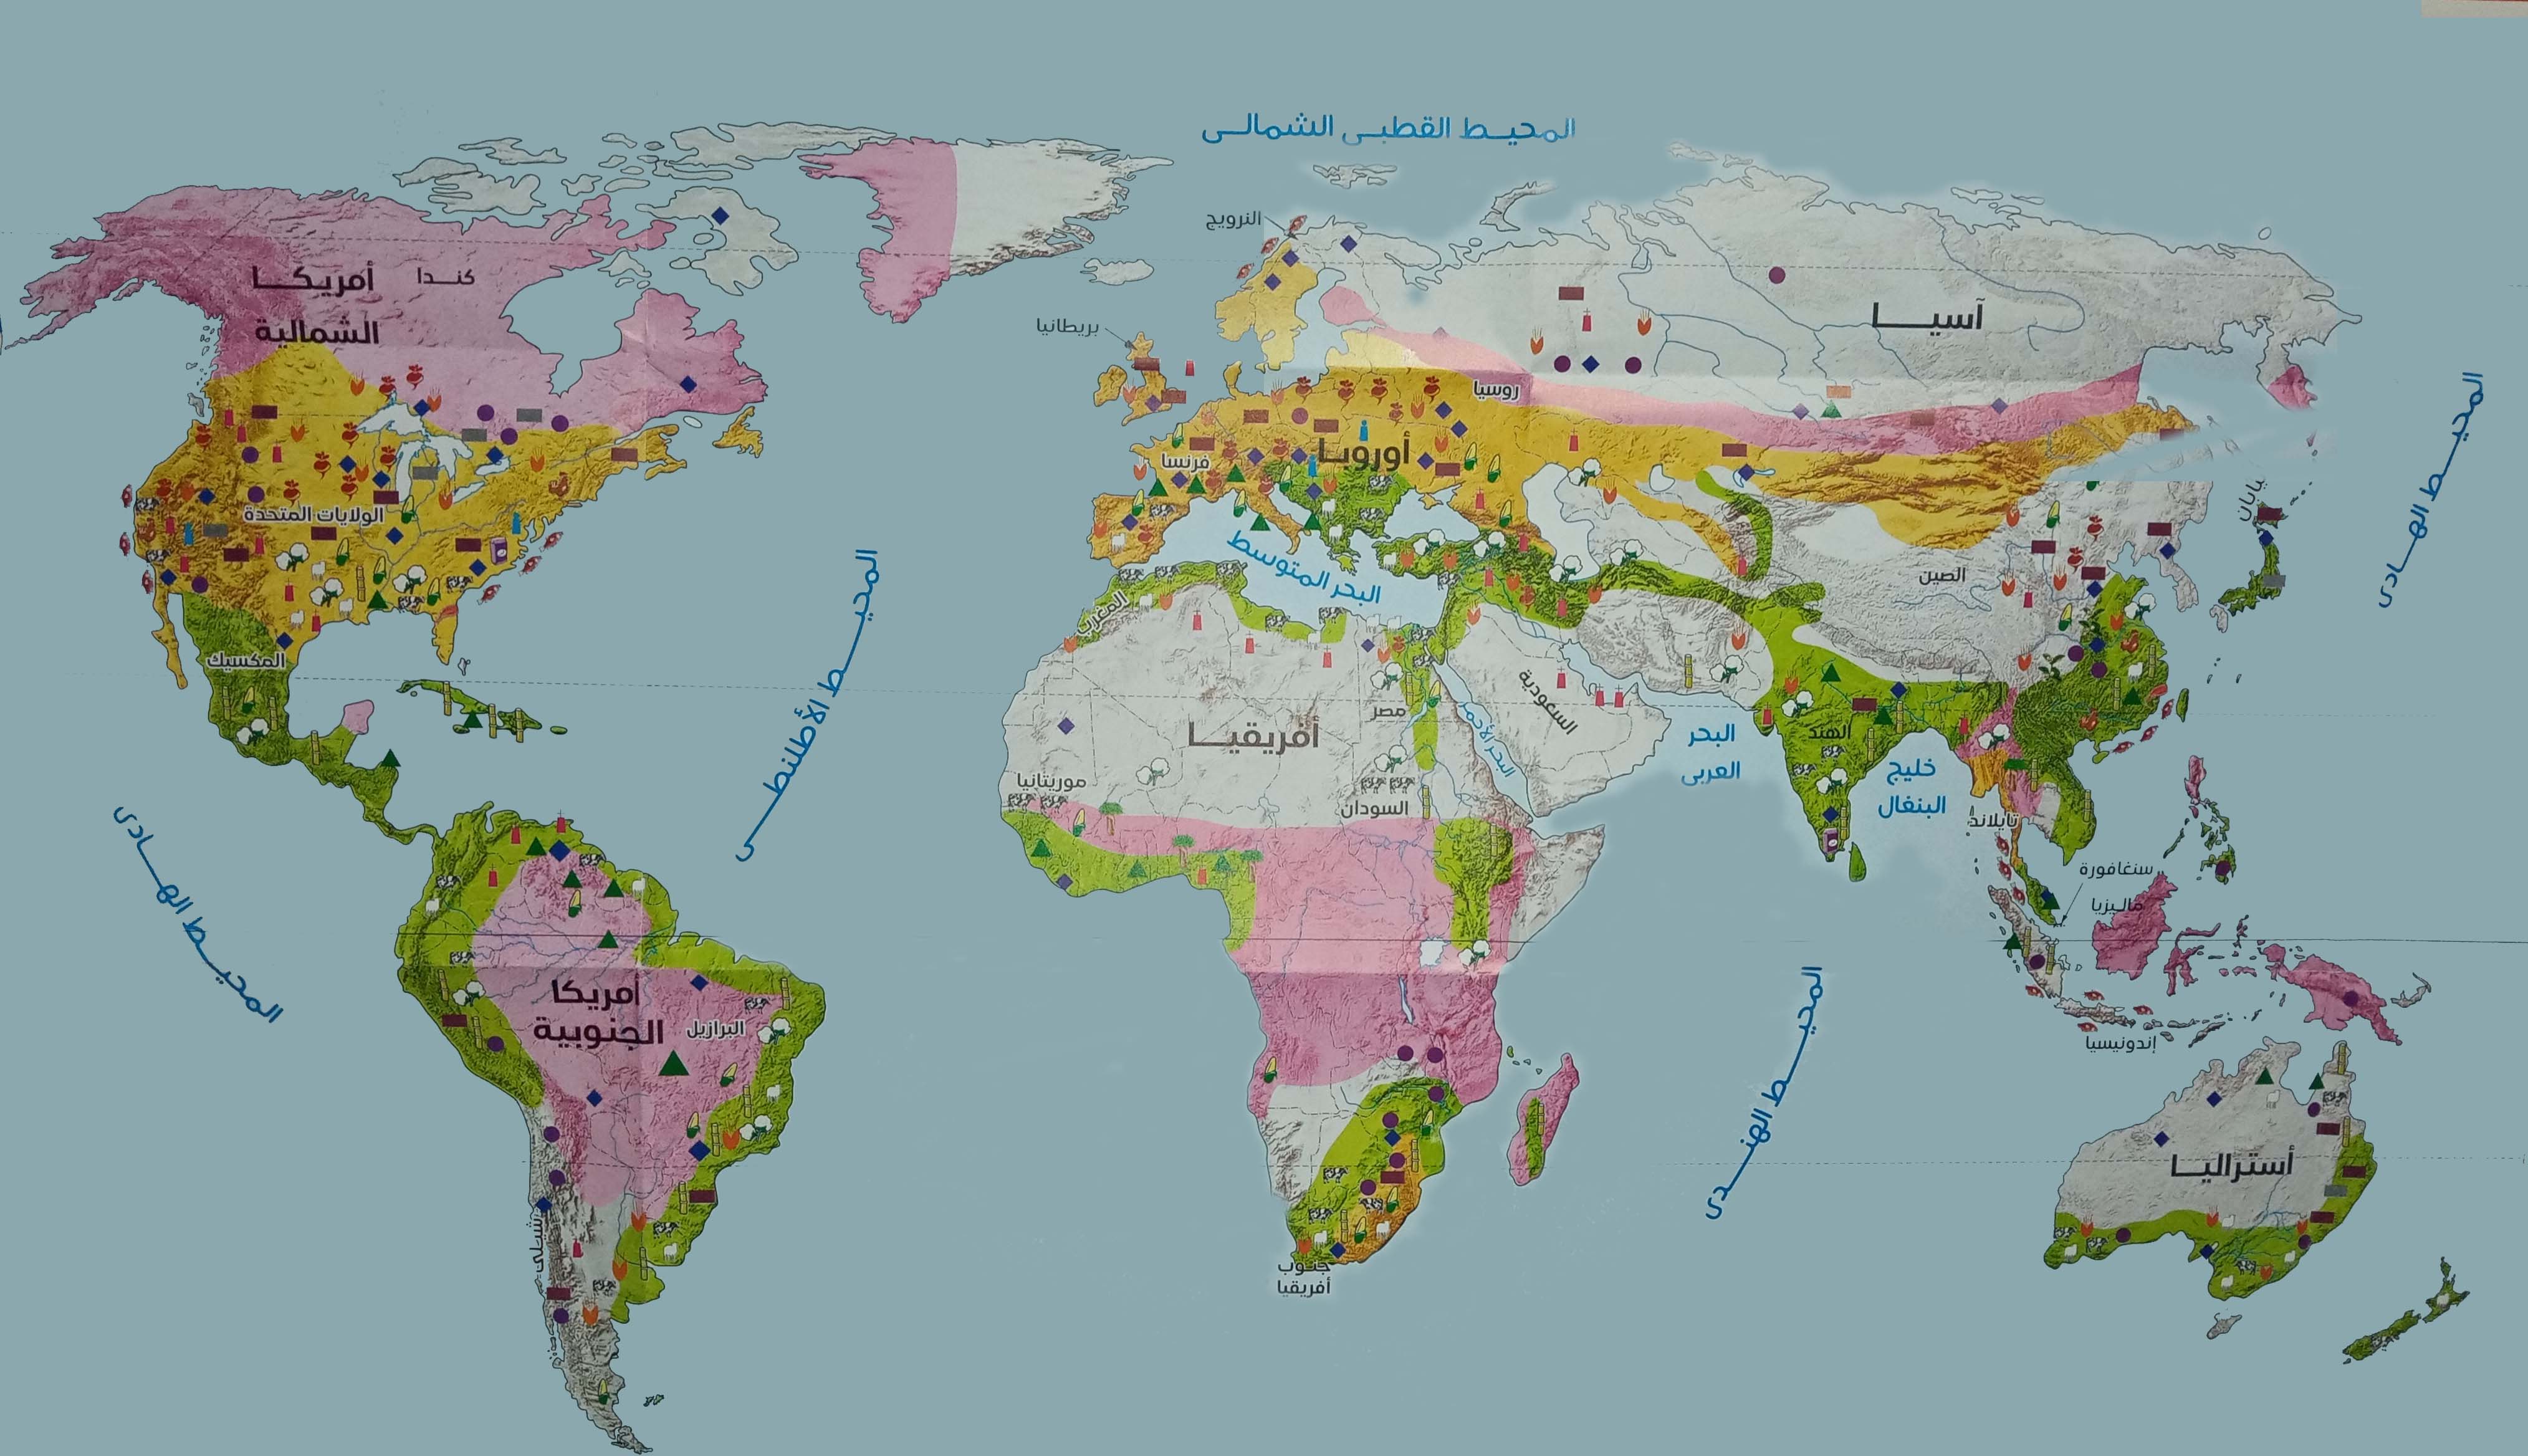 المحيط القطبى الشمالى
النرويج
أمريكا
الشمالية
كندا
بريطانيا
آسيا
روسيا
أوروبا
فرنسا
الولايات المتحدة
المكسيك
المحيط الأطلنطى
المحيط الهادى
البحر المتوسط
المغرب
الصين
يابان
المحيط الهادى
السعودية
مصر
البحر الأحمر
أفريقيا
موريتانيا
السودان
البحر
العربى
الهند
خليج
البنغال
تايلاند
سنغافورة
ماليزيا
إندونيسيا
أمريكا
الجنوبية
البرازيل
شيلى
المحيط الهندى
أستراليا
جنوب
أفريقيا